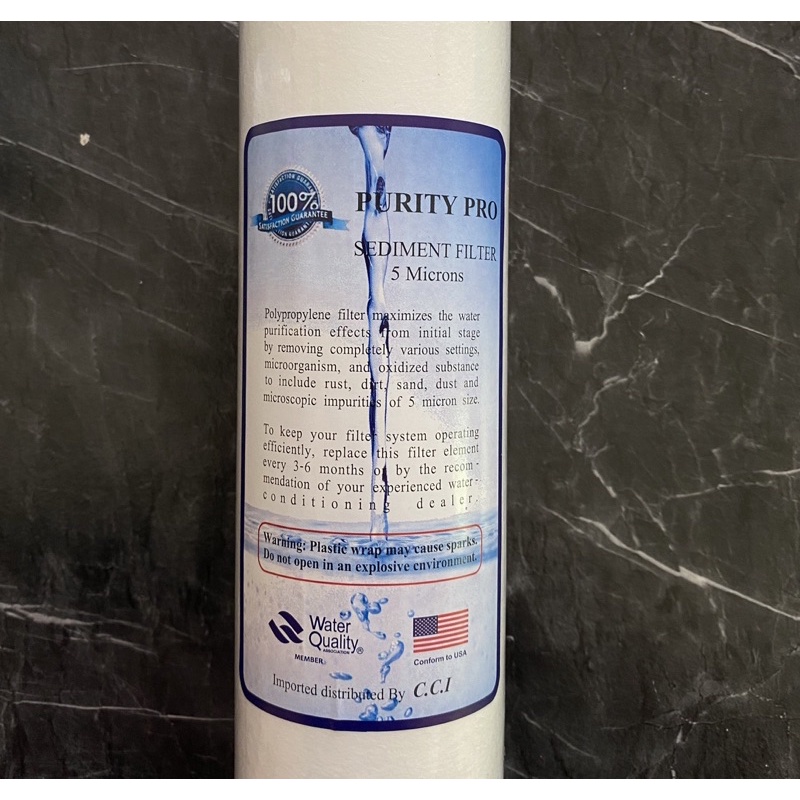 SATISFACTION GUARANTEE
100%
SATISFACTION GUARANTEE
PURITY PRO
SEDIMENT FILTER
5 Microns
Polypropylene filter maximizes the water
purification effects from initial stage
by removing completely various settings,
microorganism, and oxidized substance
to include rust, dirt, sand, dust and
microscopic impurities of 5 micron size.
To keep your filter system operating
efficiently, replace this filter element
every 3-6 months or by the recom-
mendation of your experienced water-
conditioning dealer.
Warning: Plastic wrap may cause sparks.
Do not open in an explosive environment.
Water
Quality®
ASSOCIATION
MEMBER
Conform to USA
Imported distributed By C.C.I